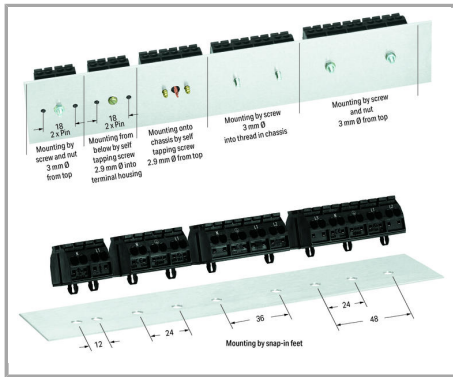 18
2 x Pin
18
2 x Pin
Mounting by
screw and nut
3 mm Ø
from top
Mounting from
below by self
tapping screw
2.9 mm Ø into
terminal housing
Mounting onto
chassis by self
tapping screw
2.9 mm Ø from top
Mounting by screw
3 mm Ø
into thread in chassis
Mounting by screw
and nut
3 mm Ø from top
12
24
36
24
48
Mounting by snap-in feet